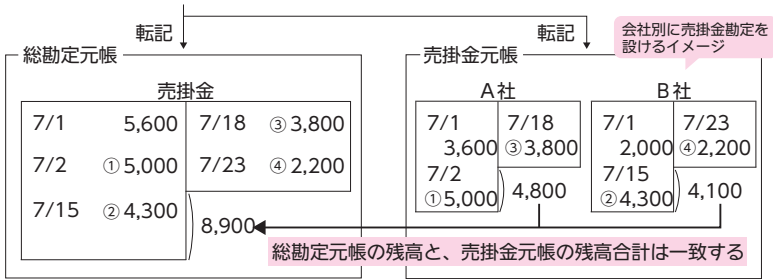 転記
転記
会社別に売掛金勘定を
設けるイメージ
総勘定元帳
売掛金
7/1 5,600 7/18 ③3,800
7/2 ①5,000 7/23 ④2,200
7/15 ②4,300
8,900
売掛金元帳
A社
7/1 7/18
3,600 ③3,800
7/2
①5,000 4,800
B社
7/1 7/23
2,000 ④2,200
7/15
②4,300 4,100
総勘定元帳の残高と、売掛金元帳の残高合計は一致する